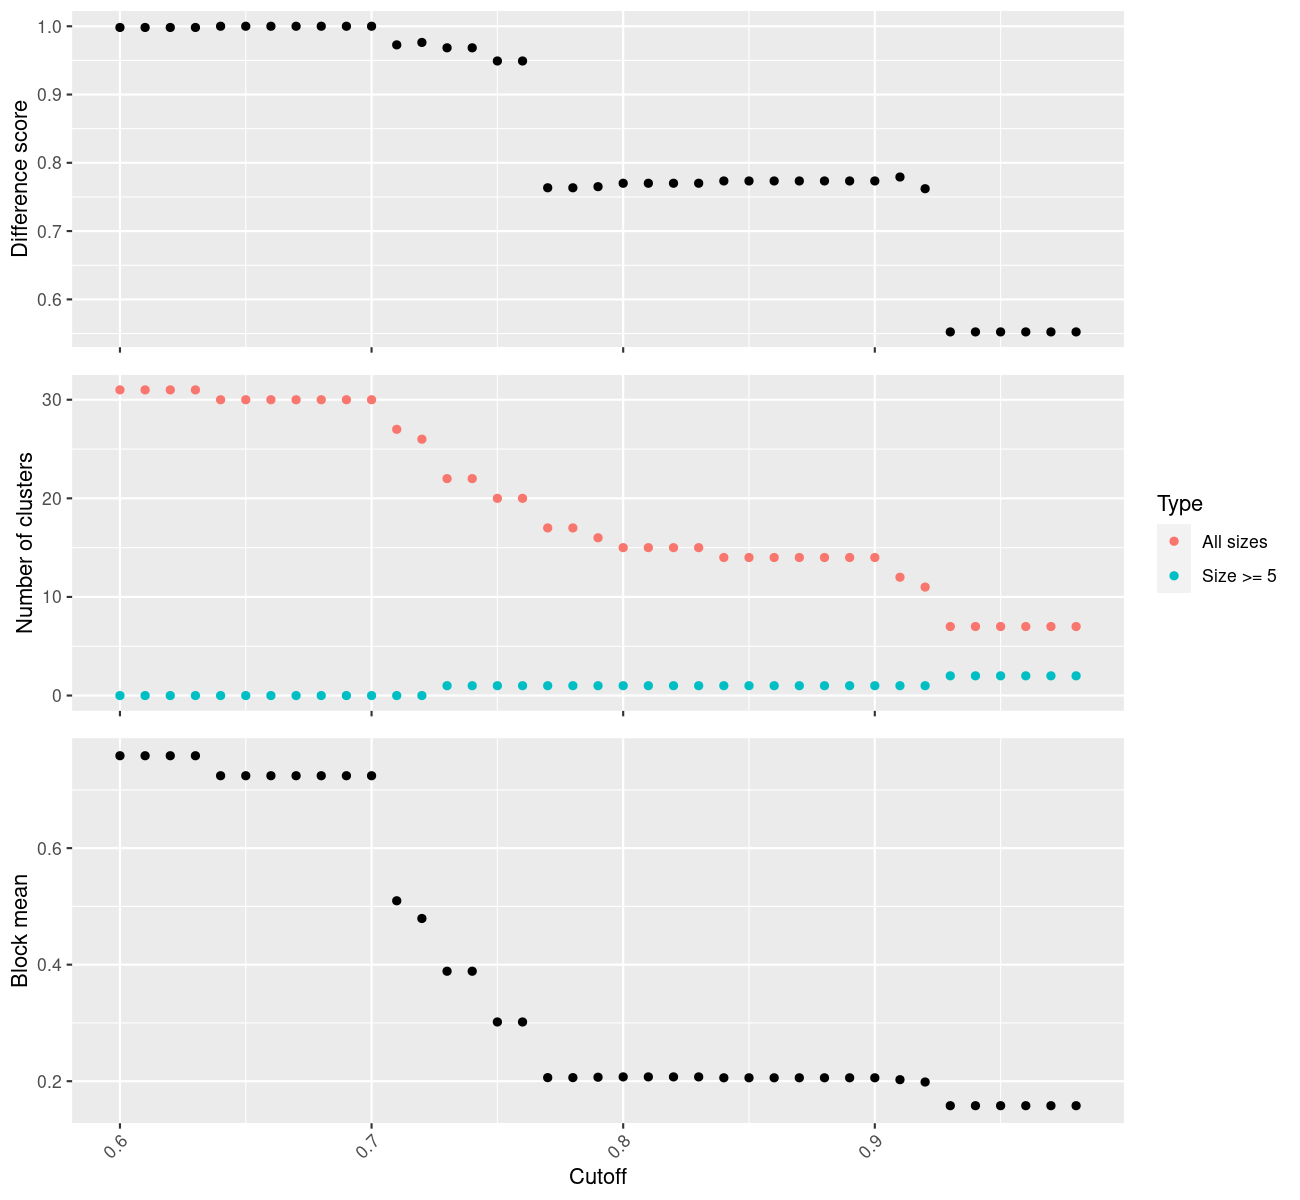 Difference score
1.0
0.9
0.8
0.7
0.6
Number of clusters
30
20
10
0
Type
All sizes
Size >= 5
Block mean
0.6
0.4
0.2
0.6
0.7
0.8
0.9
Cutoff